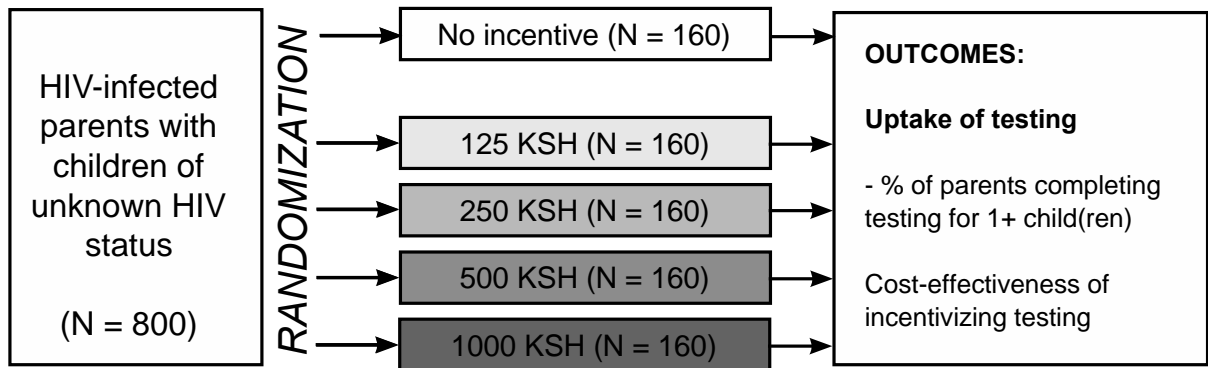 HIV-infected
parents with
children of
unknown HIV
status
(N = 800)
RANDOMIZATION
No incentive (N = 160)
125 KSH (N = 160)
250 KSH (N = 160)
500 KSH (N = 160)
1000 KSH (N = 160)
OUTCOMES:
Uptake of testing
- % of parents completing
testing for 1+ child(ren)
Cost-effectiveness of
incentivizing testing